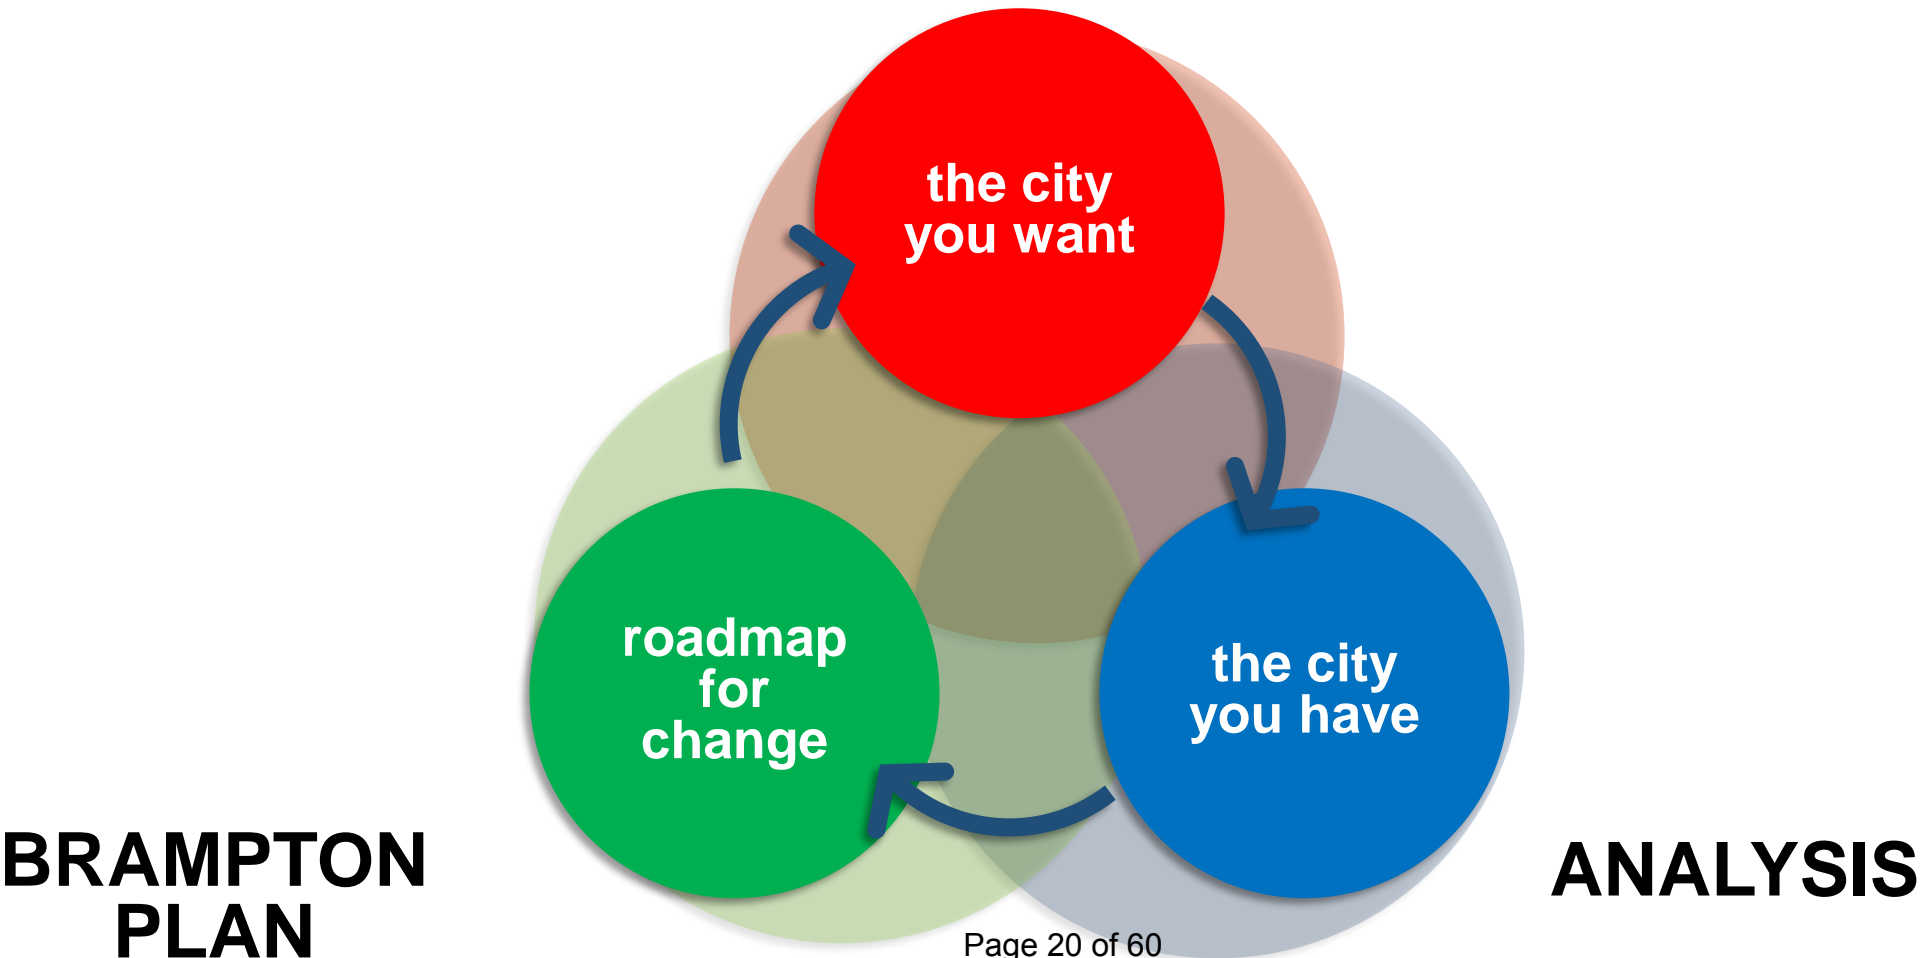 the city
you want
roadmap
for
change
the city
you have
BRAMPTON
PLAN
ANALYSIS
Page 20 of 60